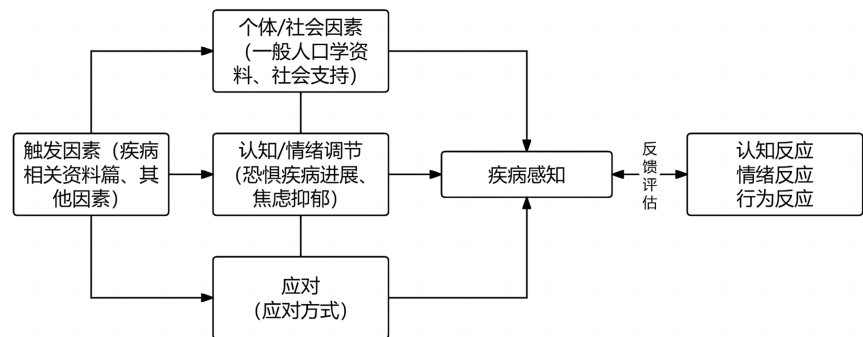 个体/社会因素
（一般人口学资
料、社会支持）
触发因素（疾病
相关资料篇、其
他因素）
认知/情绪调节
（恐惧疾病进展、
焦虑抑郁）
疾病感知
反
馈
评
估
认知反应
情绪反应
行为反应
应对
（应对方式）